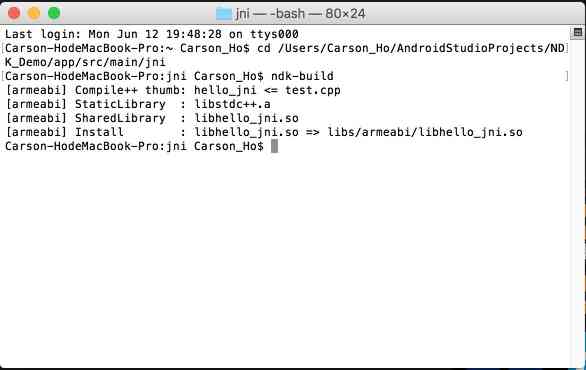 jni — -bash — 80×24
Last login: Mon Jun 12 19:48:28 on ttys000
[Carson-HodeMacBook-Pro:~ Carson_Ho$ cd /Users/Carson_Ho/AndroidStudioProjects/ND]
K_Demo/app/src/main/jni
[Carson-HodeMacBook-Pro:jni Carson_Ho$ ndk-build ]
[armeabi] Compile++ thumb: hello_jni <= test.cpp
[armeabi] StaticLibrary  : libstdc++.a
[armeabi] SharedLibrary  : libhello_jni.so
[armeabi] Install        : libhello_jni.so => libs/armeabi/libhello_jni.so
Carson-HodeMacBook-Pro:jni Carson_Ho$